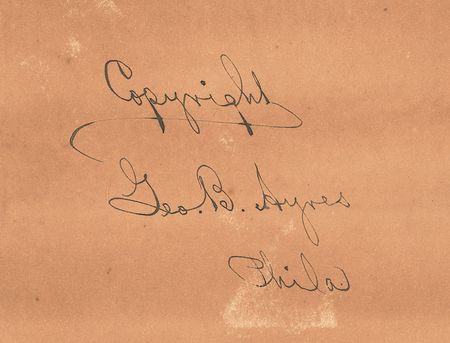 Copyright
Geo. B. Ayres
Phila.